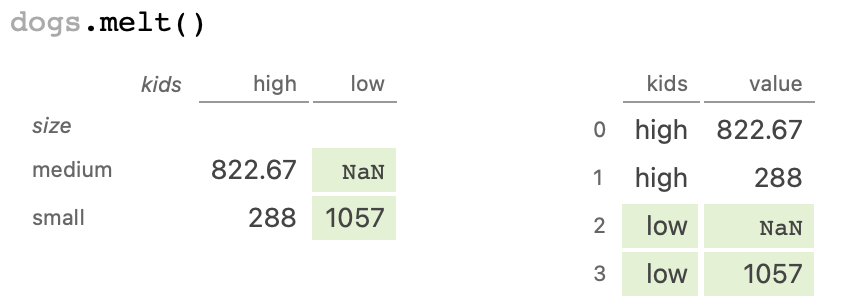 dogs.melt()
kids high low
size
medium 822.67 NaN
small 288 1057
kids value
0 high 822.67
1 high 288
2 low NaN
3 low 1057